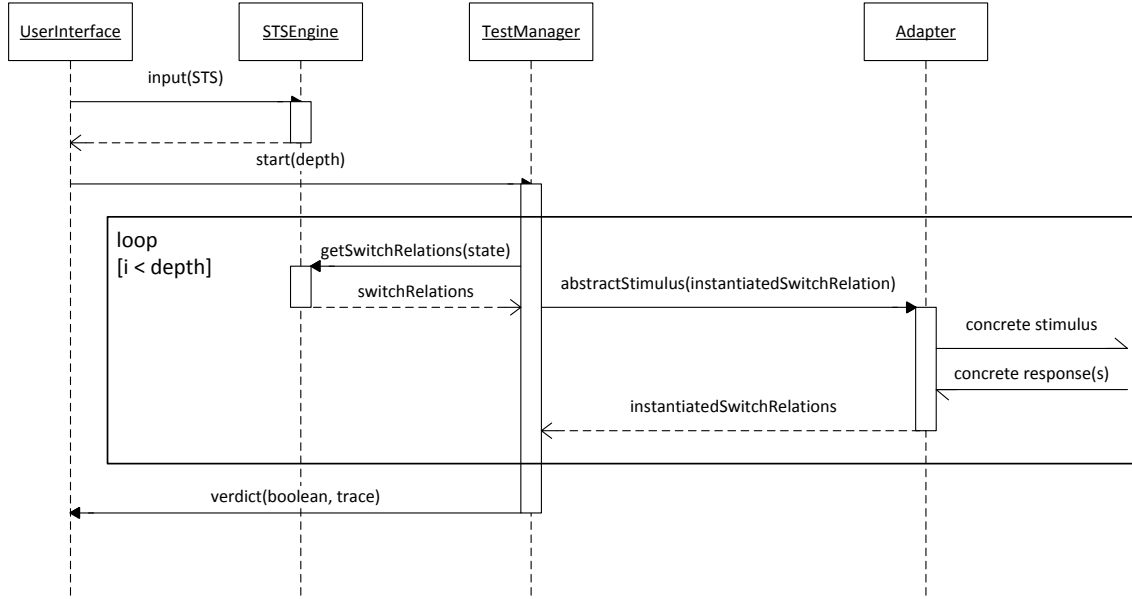 UserInterface
STSEngine
TestManager
Adapter
input(STS)
start(depth)
loop
[i < depth]
getSwitchRelations(state)
switchRelations
abstractStimulus(instantiatedSwitchRelation)
concrete stimulus
concrete response(s)
instantiatedSwitchRelations
verdict(boolean, trace)